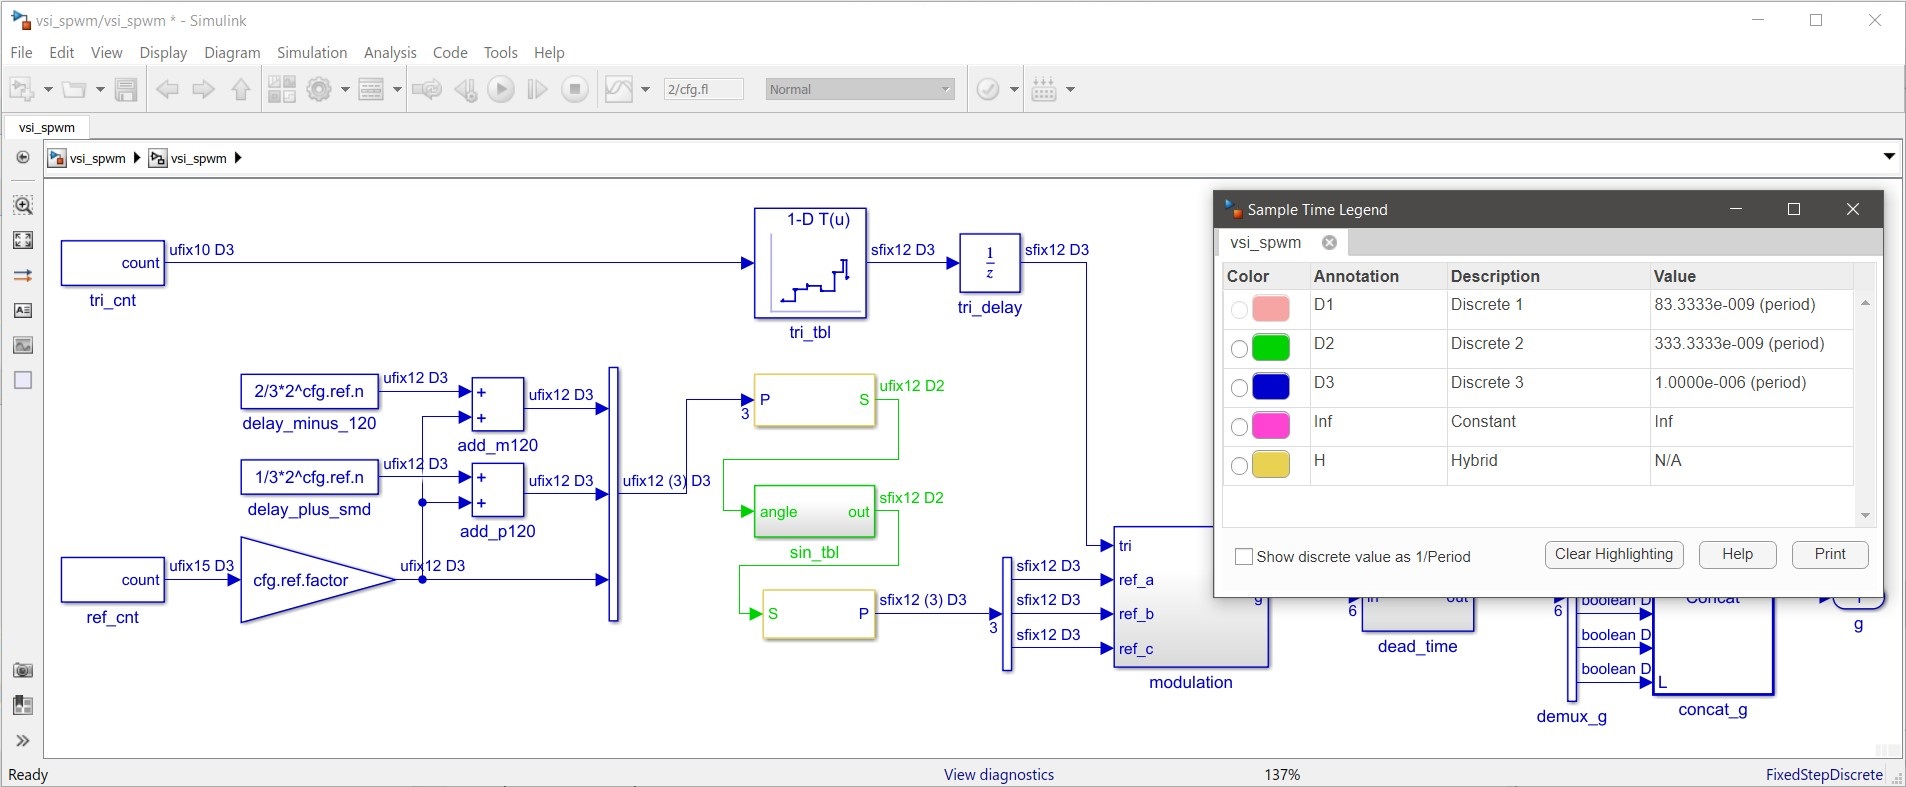 vsi_spwm/vsi_spwm * - Simulink
File Edit View Display Diagram Simulation Analysis Code Tools Help
2/cfg.fl Normal
vsi_spwm
vsi_spwm vsi_spwm
Sample Time Legend
vsi_spwm
Color Annotation Description Value
D1 Discrete 1 83.3333e-009 (period)
D2 Discrete 2 333.3333e-009 (period)
D3 Discrete 3 1.0000e-006 (period)
Inf Constant Inf
H Hybrid N/A
Show discrete value as 1/Period
Clear Highlighting Help Print
count
ufix10 D3
tri_cnt
1-D T(u)
tri_tbl
sfix12 D3
1
z
tri_delay
sfix12 D3
2/3*2^cfg.ref.n
ufix12 D3
delay_minus_120
+
+
ufix12 D3
add_m120
1/3*2^cfg.ref.n
ufix12 D3
delay_plus_smd
+
+
ufix12 D3
add_p120
count
ufix15 D3
ref_cnt
cfg.ref.factor
ufix12 D3
ufix12 (3) D3
3
P S
ufix12 D2
angle out
sfix12 D2
sin_tbl
S P
sfix12 (3) D3
3
sfix12 D3
sfix12 D3
sfix12 D3
tri
ref_a
ref_b
ref_c
g
modulation
6
in out
dead_time
6
boolean D
boolean D
boolean D
demux_g
Concat
L
concat_g
g
Ready View diagnostics 137% FixedStepDiscrete